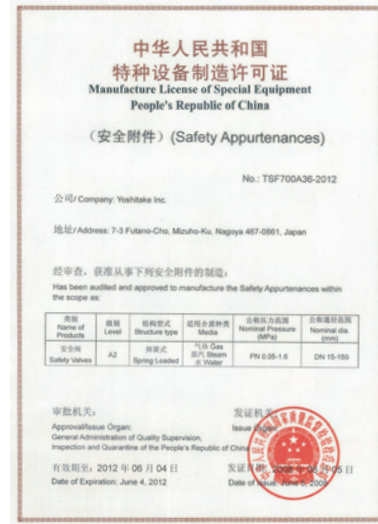 中华人民共和国
特种设备制造许可证
Manufacture License of Special Equipment
People's Republic of China
（安全附件）(Safety Appurtenances)
No.: TSF700A36-2012
公司/ Company: Yoshitake Inc.
地址/ Address: 7-3 Futano-Cho, Mizuho-Ku, Nagoya 467-0861, Japan
经审查，获准从事下列安全附件的制造：
Has been audited and approved to manufacture the Safety Appurtenances within
the scope as:
类别 级别 结构型式 适用介质种类 公称压力范围 公称通径范围
Name of Products Level Structure type Media Nominal Pressure (MPa) Nominal dia. (mm)
安全阀 Safety Valves A2 弹簧式 Spring Loaded 气体 Gas 蒸汽 Steam 水 Water PN 0.05-1.6 DN 15-150
审批机关： 发证机关
Approval/Issue Organ: Issue Organ:
General Administration of Quality Supervision,
Inspection and Quarantine of the People's Republic of China
有效期至：2012 年 06 月 04 日 发证日期：2008 年 06 月 05 日
Date of Expiration: June 4, 2012 Date of Issue: June 5, 2008